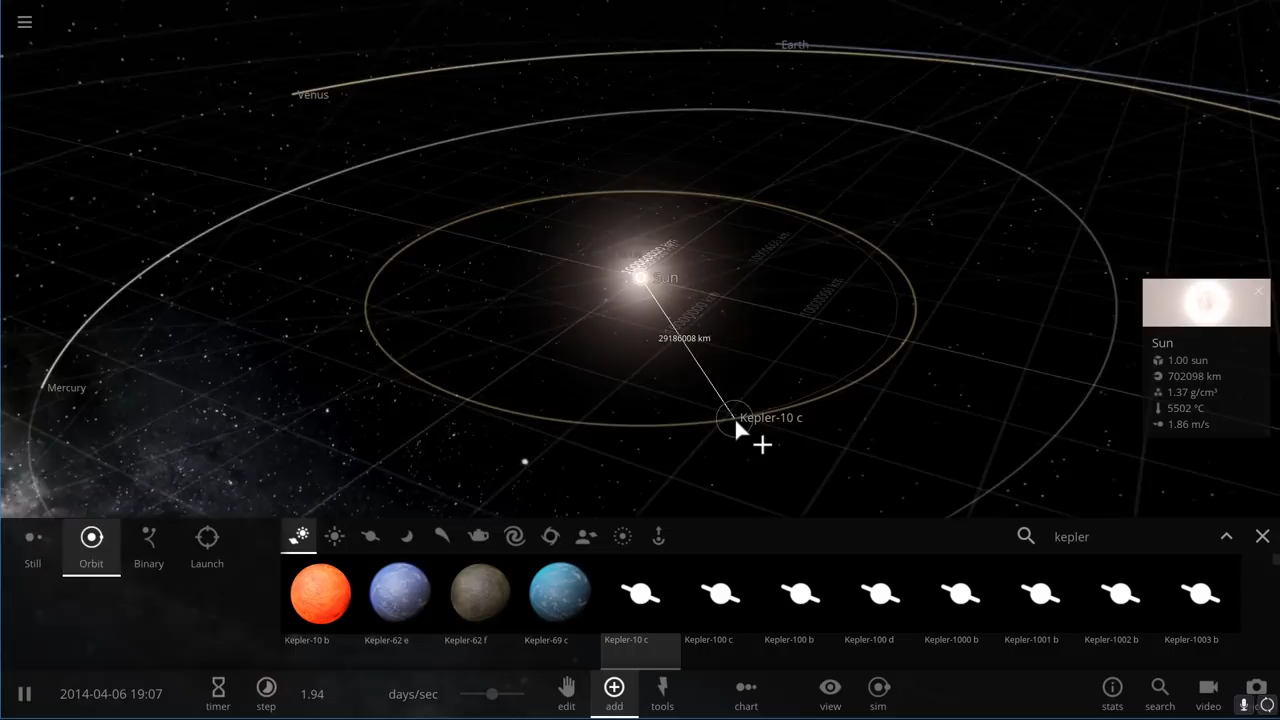 Earth
Venus
Sun
29186008 km
Kepler-10 c
Mercury
Sun
1.00 sun
702098 km
1.37 g/cm³
5502 °C
1.86 m/s
Still
Orbit
Binary
Launch
kepler
Kepler-10 b
Kepler-62 e
Kepler-62 f
Kepler-69 c
Kepler-10 c
Kepler-100 c
Kepler-100 b
Kepler-100 d
Kepler-1000 b
Kepler-1001 b
Kepler-1002 b
Kepler-1003 b
2014-04-06 19:07
timer
step
1.94
days/sec
edit
add
tools
chart
view
sim
stats
search
video